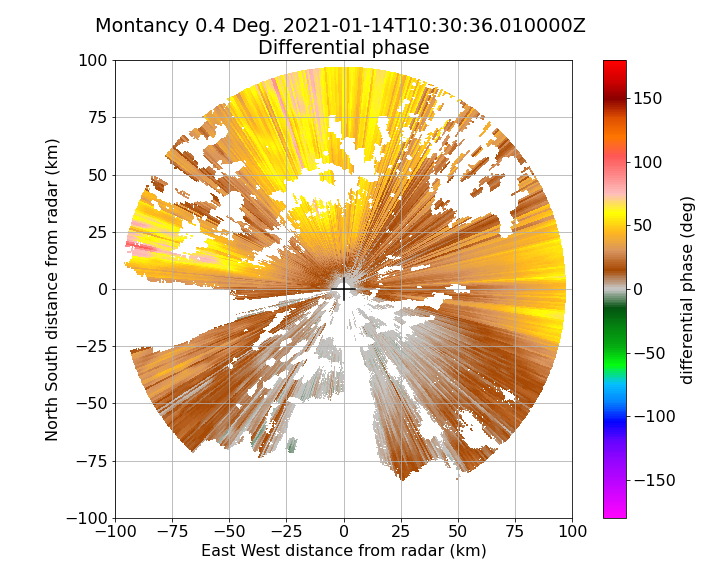 Montancy 0.4 Deg. 2021-01-14T10:30:36.010000Z
Differential phase
100
75
50
25
0
−25
−50
−75
−100
North South distance from radar (km)
−100 −75 −50 −25 0 25 50 75 100
East West distance from radar (km)
150
100
50
0
−50
−100
−150
differential phase (deg)